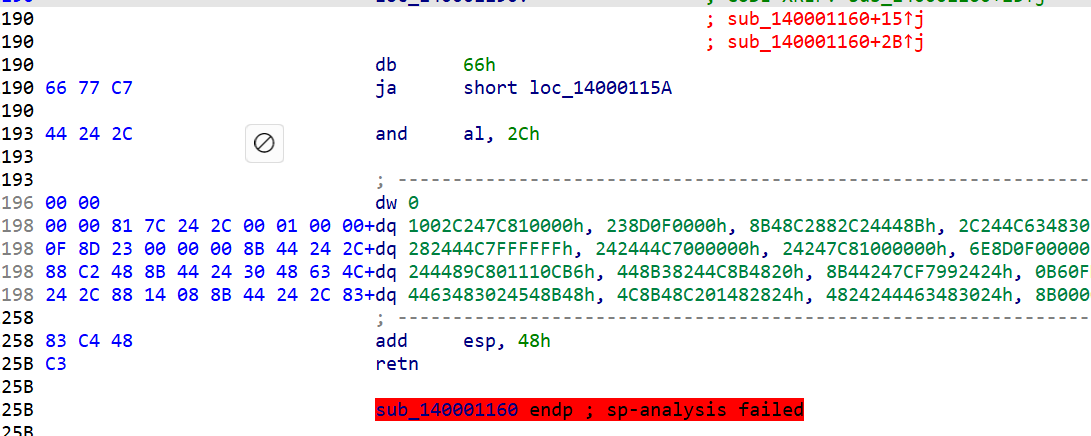 ; sub_140001160+15↑j
190 ; sub_140001160+2B↑j
190 db 66h
190 66 77 C7 ja short loc_14000115A
190
193 44 24 2C and al, 2Ch
193
193 ; ---------------------------------------------------------------
196 00 00 dw 0
198 00 00 81 7C 24 2C 00 01 00 00+dq 1002C247C810000h, 238D0F0000h, 8B48C2882C24448Bh, 2C244C634830
198 0F 8D 23 00 00 00 8B 44 24 2C+dq 282444C7FFFFFFh, 242444C7000000h, 24247C81000000h, 6E8D0F00000
198 88 C2 48 8B 44 24 30 48 63 4C+dq 244489C801110CB6h, 448B38244C8B4820h, 8B44247CF7992424h, 0B60F
198 24 2C 88 14 08 8B 44 24 2C 83+dq 4463483024548B48h, 4C8B48C201482824h, 4824244463483024h, 8B000
258 ; ---------------------------------------------------------------
258 83 C4 48 add esp, 48h
25B C3 retn
25B
25B sub_140001160 endp ; sp-analysis failed
25B